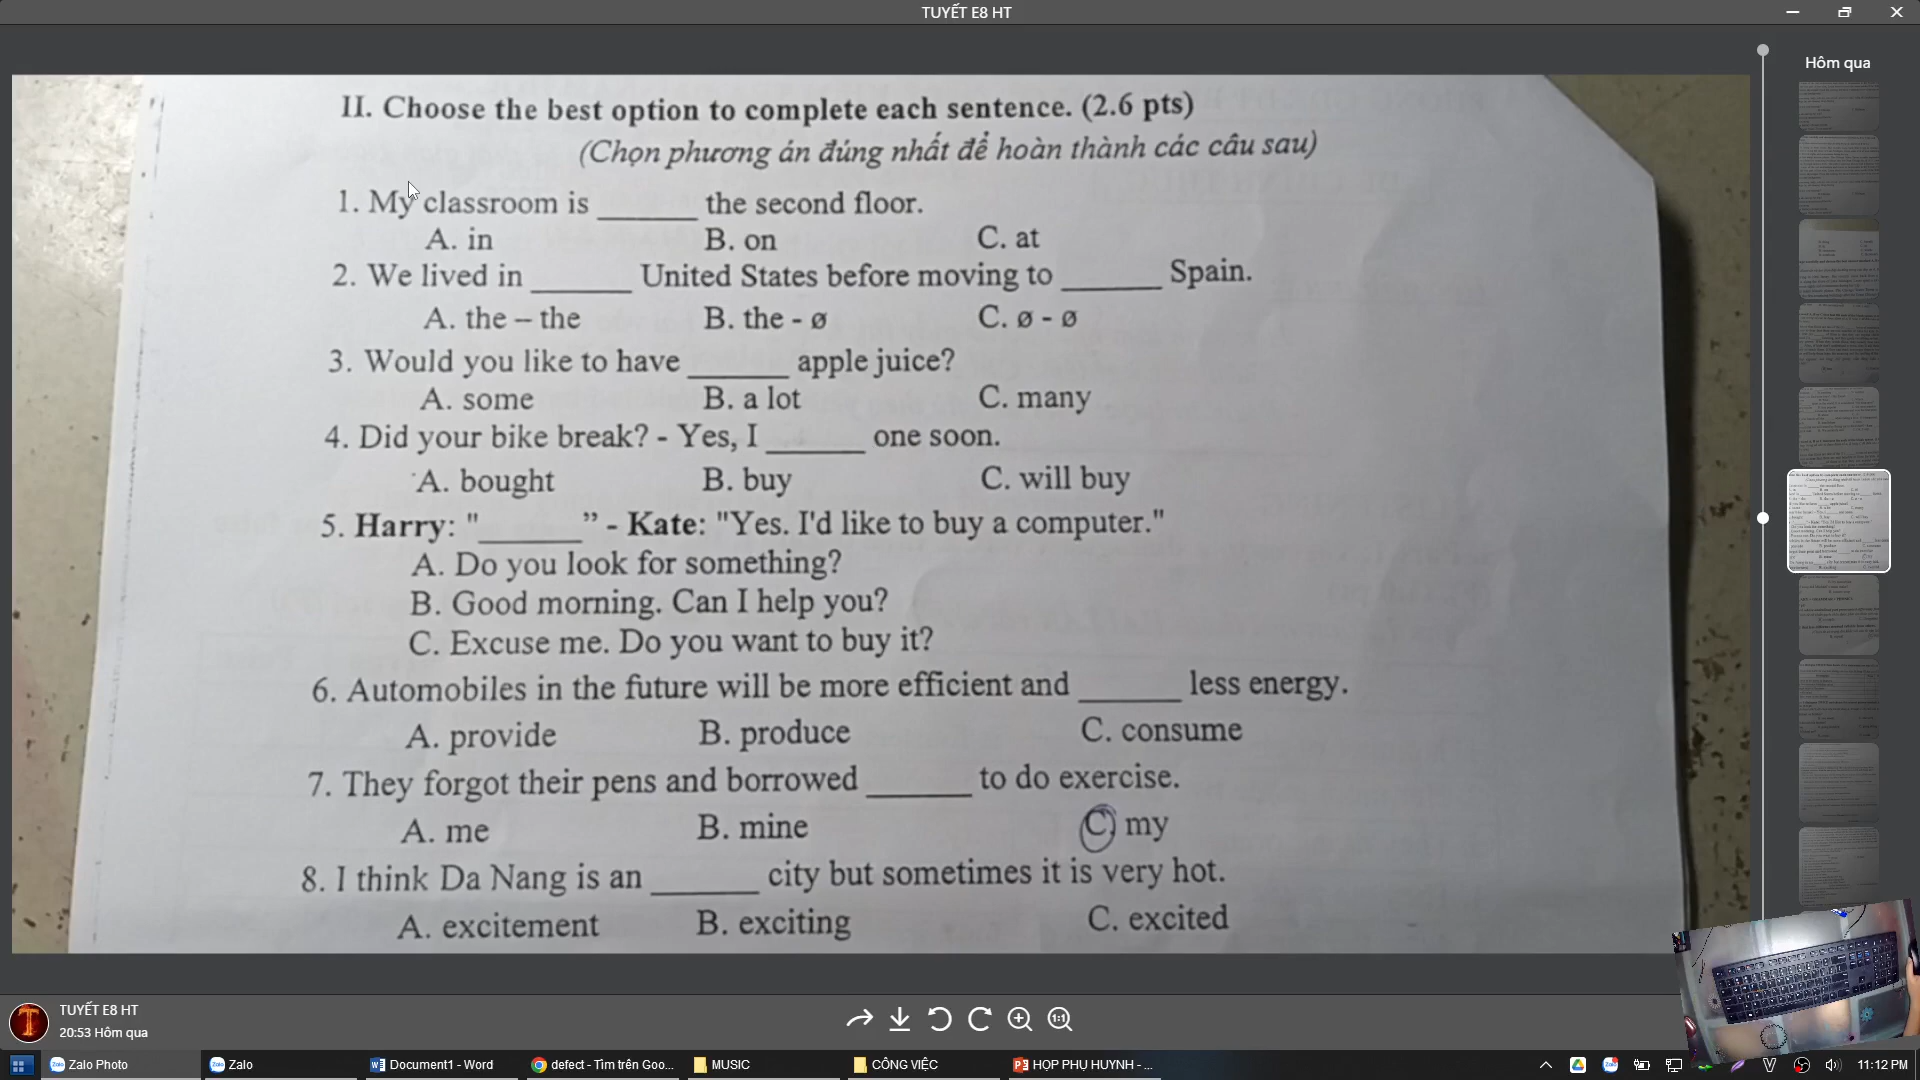 TUYẾT E8 HT
Hôm qua
II. Choose the best option to complete each sentence. (2.6 pts)
(Chọn phương án đúng nhất để hoàn thành các câu sau)
1. My classroom is ______ the second floor.
A. in B. on C. at
2. We lived in ______ United States before moving to ______ Spain.
A. the – the B. the - ø C. ø - ø
3. Would you like to have ______ apple juice?
A. some B. a lot C. many
4. Did your bike break? - Yes, I ______ one soon.
A. bought B. buy C. will buy
5. Harry: "______” - Kate: "Yes. I'd like to buy a computer."
A. Do you look for something?
B. Good morning. Can I help you?
C. Excuse me. Do you want to buy it?
6. Automobiles in the future will be more efficient and ______ less energy.
A. provide B. produce C. consume
7. They forgot their pens and borrowed ______ to do exercise.
A. me B. mine C. my
8. I think Da Nang is an ______ city but sometimes it is very hot.
A. excitement B. exciting C. excited
TUYẾT E8 HT
20:53 Hôm qua
1:1
Zalo Photo Zalo Document1 - Word defect - Tìm trên Goo... MUSIC CÔNG VIỆC HỌP PHỤ HUYNH - ... 11:12 PM